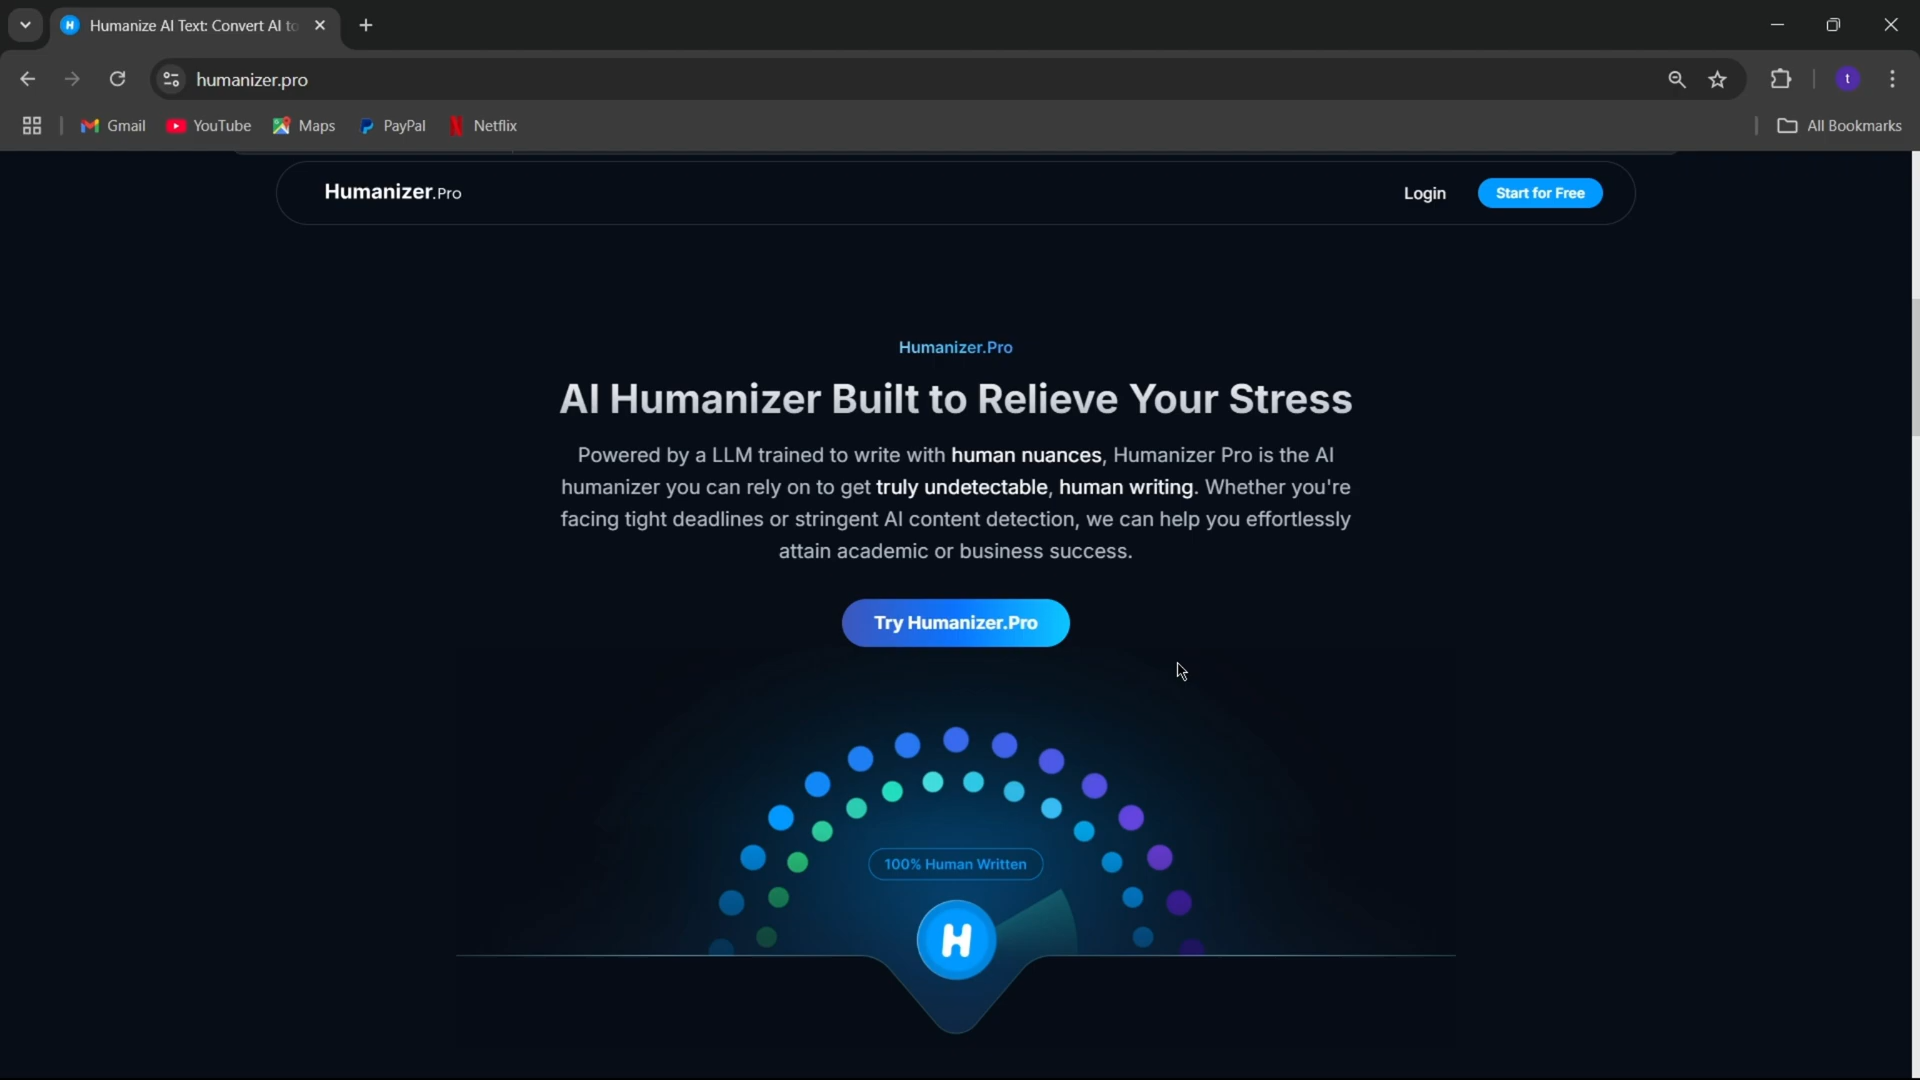 Humanize AI Text: Convert AI to
humanizer.pro
t
Gmail
YouTube
Maps
PayPal
Netflix
All Bookmarks
Humanizer.Pro
Login
Start for Free
Humanizer.Pro
AI Humanizer Built to Relieve Your Stress
Powered by a LLM trained to write with human nuances, Humanizer Pro is the AI
humanizer you can rely on to get truly undetectable, human writing. Whether you're
facing tight deadlines or stringent AI content detection, we can help you effortlessly
attain academic or business success.
Try Humanizer.Pro
100% Human Written
H